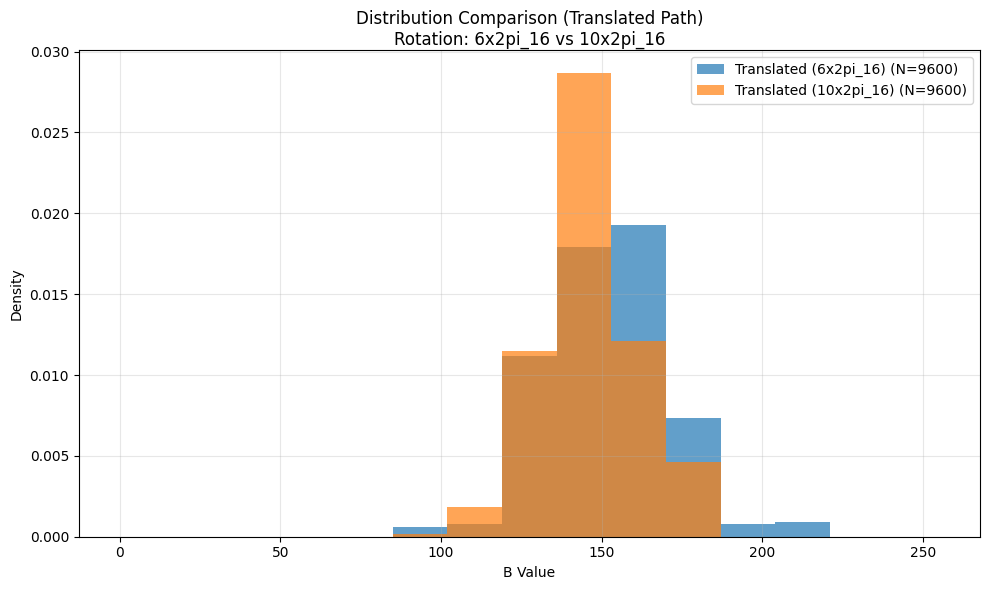 Distribution Comparison (Translated Path)
Rotation: 6x2pi_16 vs 10x2pi_16
Translated (6x2pi_16) (N=9600)
Translated (10x2pi_16) (N=9600)
Density
0.030
0.025
0.020
0.015
0.010
0.005
0.000
0 50 100 150 200 250
B Value